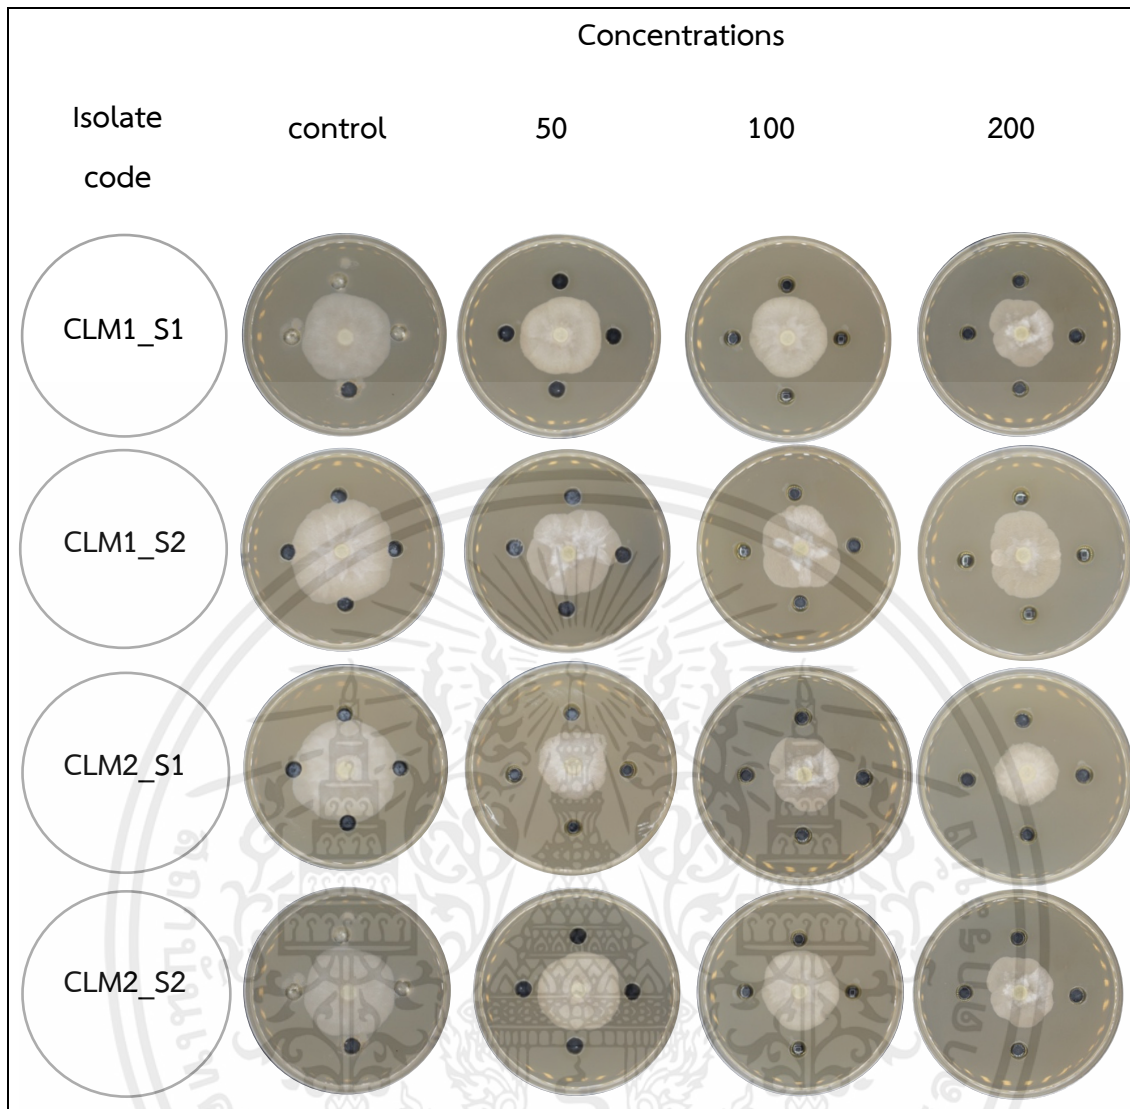 Concentrations
Isolate
code
control
50
100
200
CLM1_S1
CLM1_S2
CLM2_S1
CLM2_S2